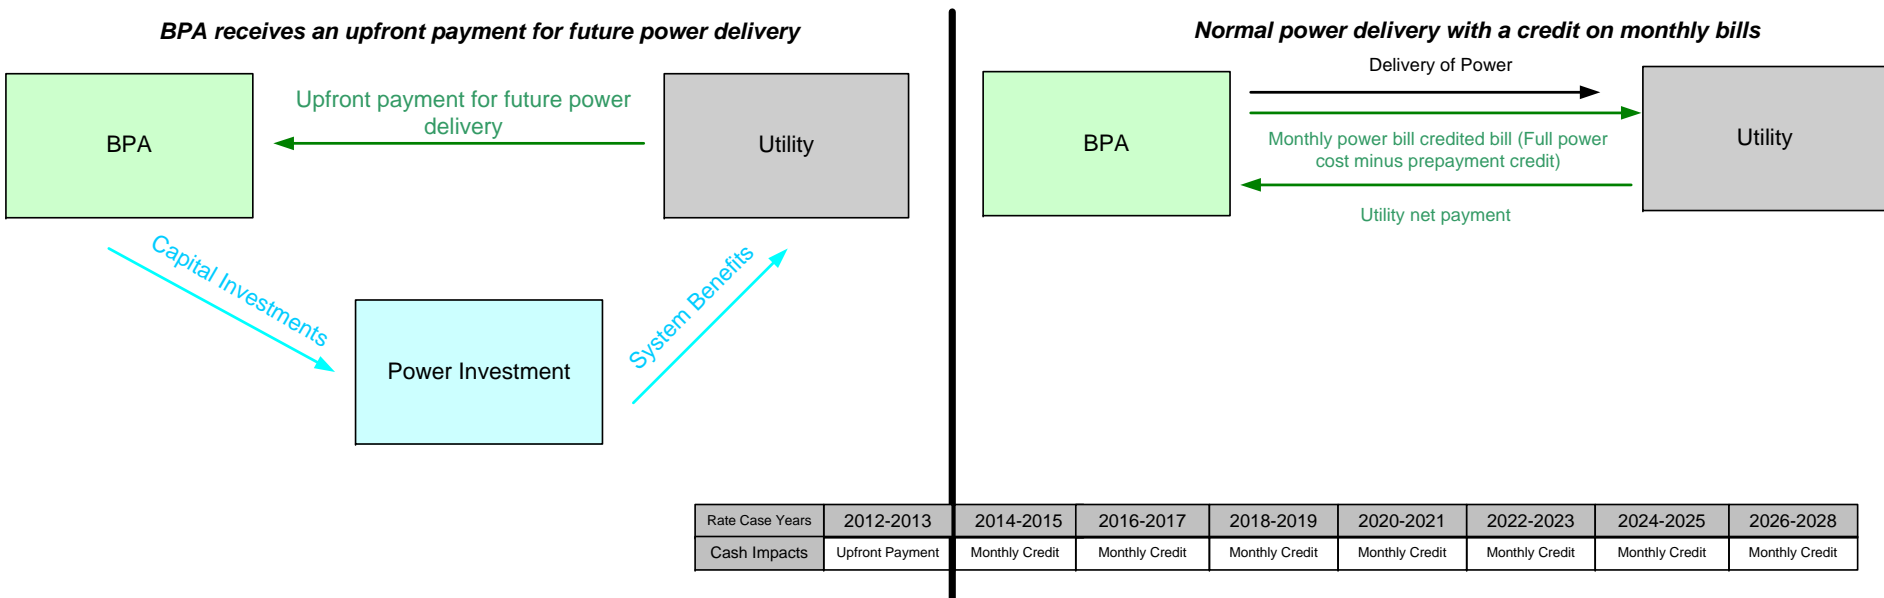 BPA receives an upfront payment for future power delivery
BPA
Upfront payment for future power
delivery
Utility
Capital Investments
Power Investment
System Benefits
Normal power delivery with a credit on monthly bills
Delivery of Power
BPA
Monthly power bill credited bill (Full power
cost minus prepayment credit)
Utility
Utility net payment
Rate Case Years 2012-2013 2014-2015 2016-2017 2018-2019 2020-2021 2022-2023 2024-2025 2026-2028
Cash Impacts Upfront Payment Monthly Credit Monthly Credit Monthly Credit Monthly Credit Monthly Credit Monthly Credit Monthly Credit